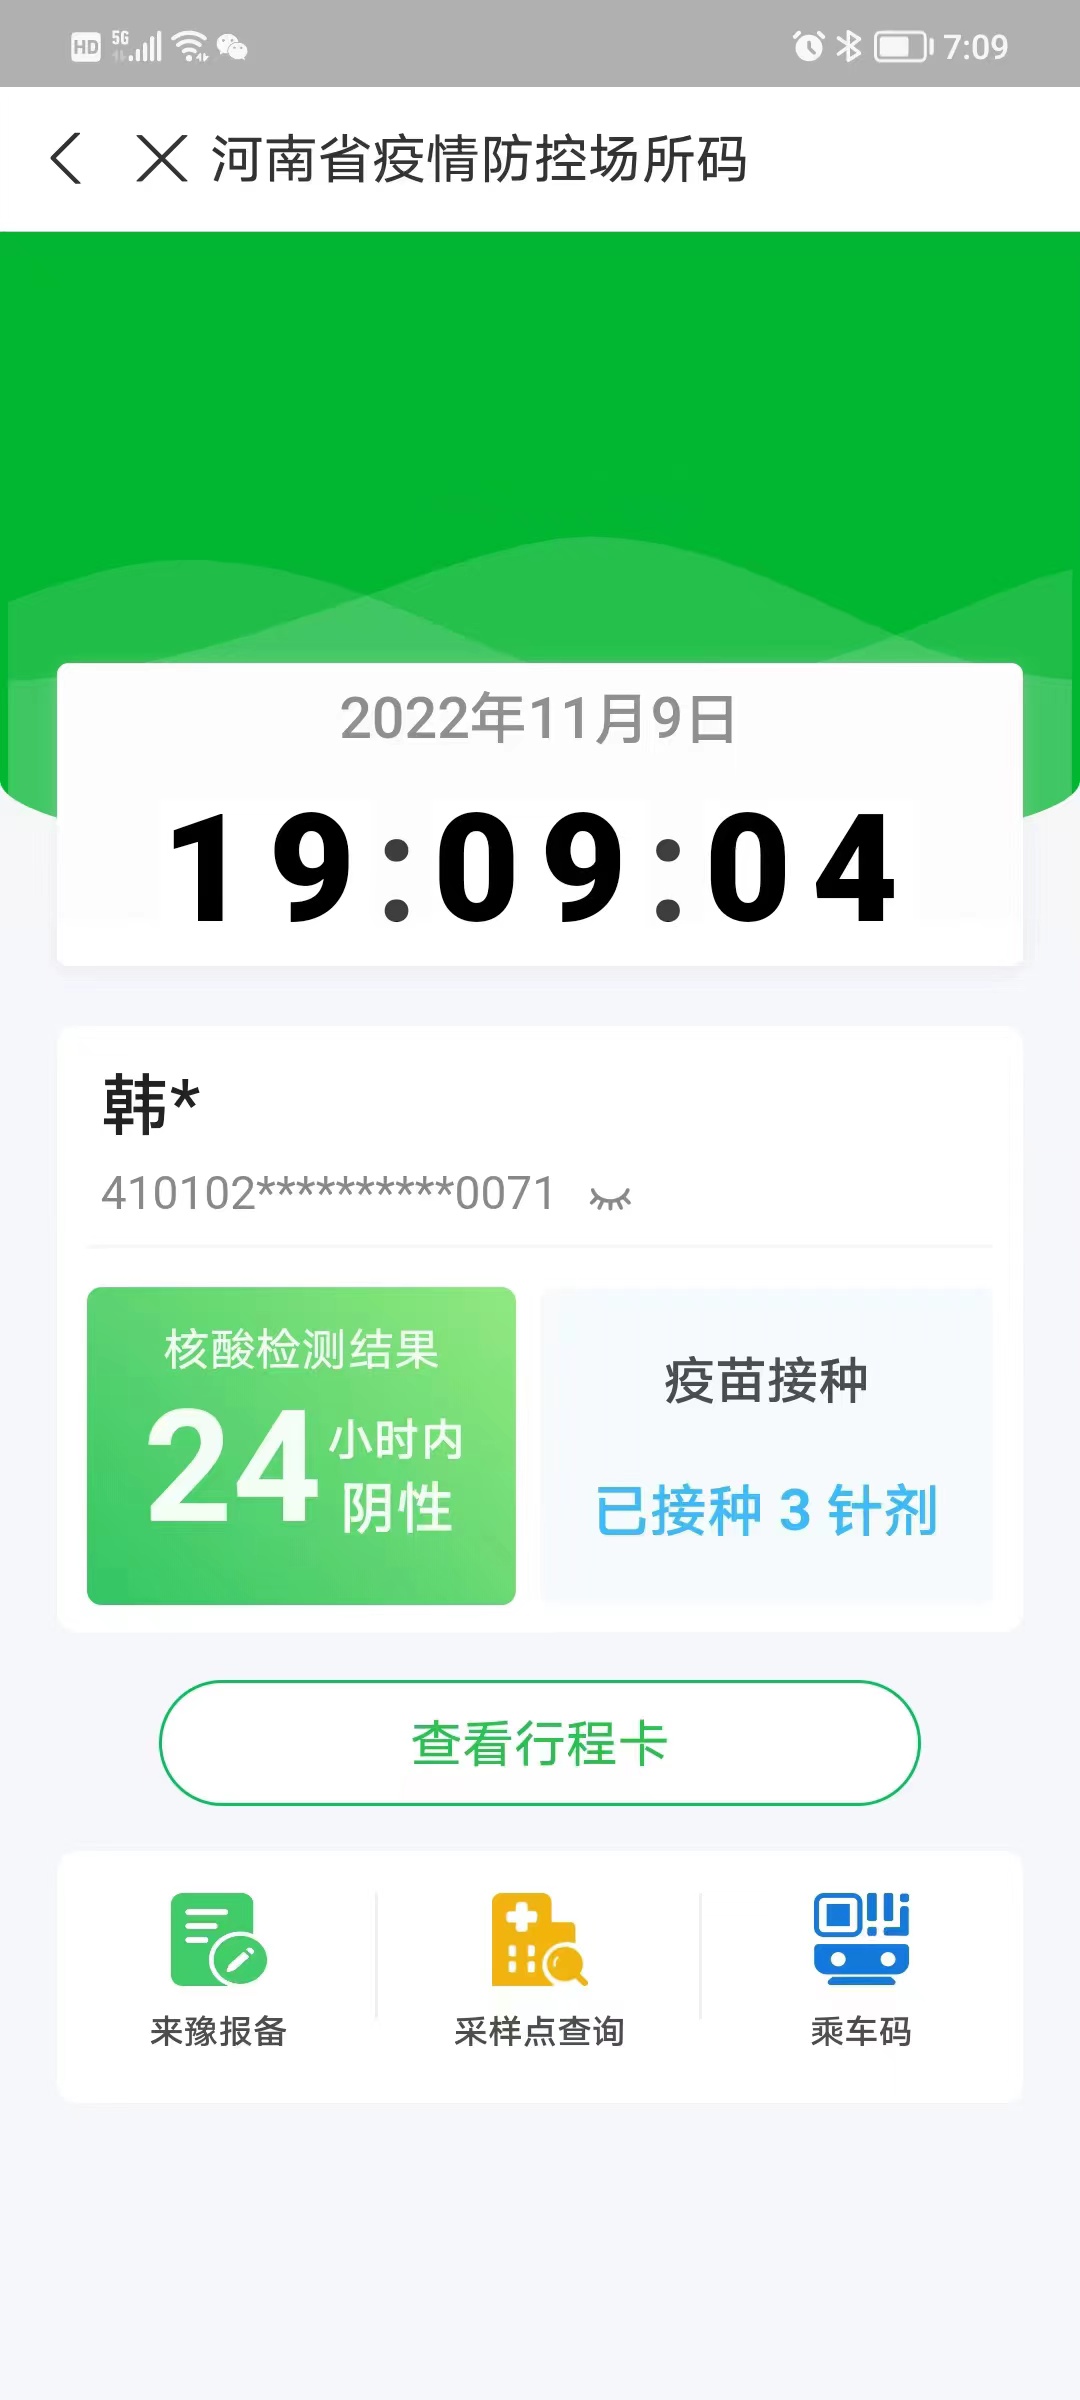 HD 5G 7:09
河南省疫情防控场所码
2022年11月9日
19:09:04
韩*
410102**********0071
核酸检测结果
24 小时内
阴性
疫苗接种
已接种 3 针剂
查看行程卡
来豫报备
采样点查询
乘车码